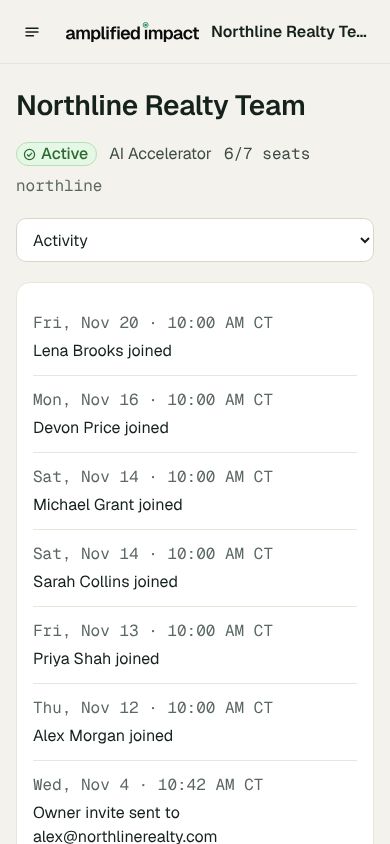 amplified impact Northline Realty Te...
Northline Realty Team
Active AI Accelerator 6/7 seats
northline
Activity
Fri, Nov 20 · 10:00 AM CT
Lena Brooks joined
Mon, Nov 16 · 10:00 AM CT
Devon Price joined
Sat, Nov 14 · 10:00 AM CT
Michael Grant joined
Sat, Nov 14 · 10:00 AM CT
Sarah Collins joined
Fri, Nov 13 · 10:00 AM CT
Priya Shah joined
Thu, Nov 12 · 10:00 AM CT
Alex Morgan joined
Wed, Nov 4 · 10:42 AM CT
Owner invite sent to
alex@northlinerealty.com